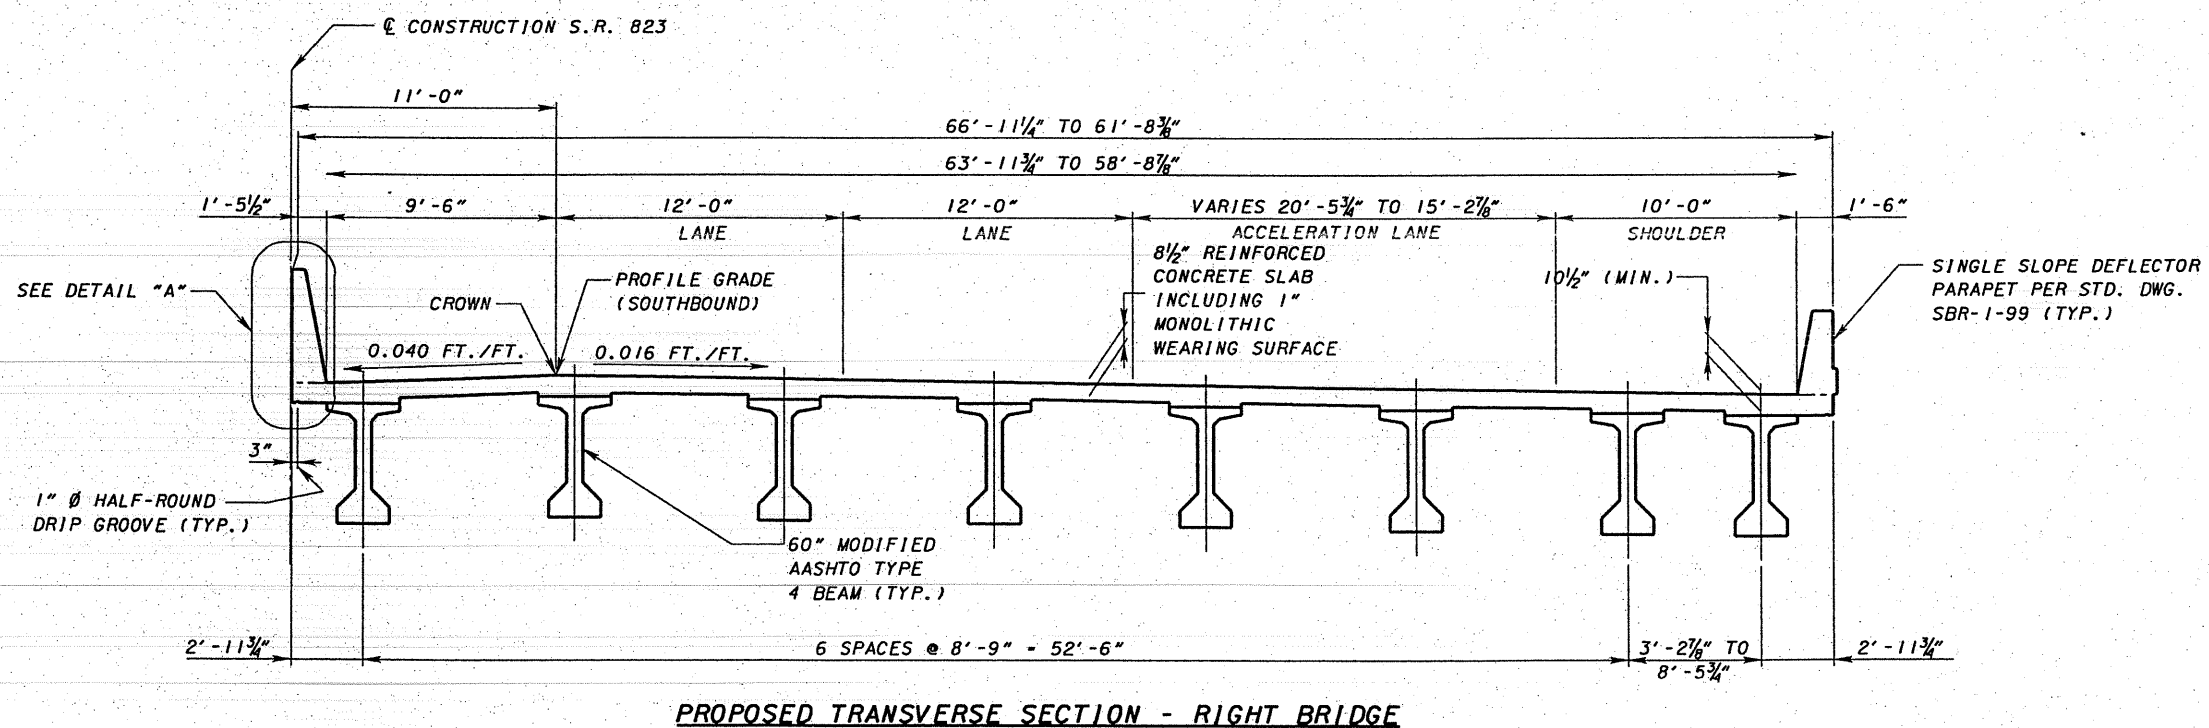 ℄ CONSTRUCTION S.R. 823
11'-0"
66'-11¼" TO 61'-8⅜"
63'-11¾" TO 58'-8⅞"
1'-5½"
9'-6"
12'-0"
LANE
12'-0"
LANE
VARIES 20'-5¾" TO 15'-2⅞"
ACCELERATION LANE
10'-0"
SHOULDER
1'-6"
SEE DETAIL "A"
CROWN
PROFILE GRADE
(SOUTHBOUND)
8½" REINFORCED
CONCRETE SLAB
INCLUDING 1"
MONOLITHIC
WEARING SURFACE
10½" (MIN.)
SINGLE SLOPE DEFLECTOR
PARAPET PER STD. DWG.
SBR-1-99 (TYP.)
0.040 FT./FT.
0.016 FT./FT.
3"
1" Ø HALF-ROUND
DRIP GROOVE (TYP.)
60" MODIFIED
AASHTO TYPE
4 BEAM (TYP.)
2'-11¾"
6 SPACES @ 8'-9" = 52'-6"
3'-2⅞" TO
8'-5¾"
2'-11¾"
PROPOSED TRANSVERSE SECTION - RIGHT BRIDGE